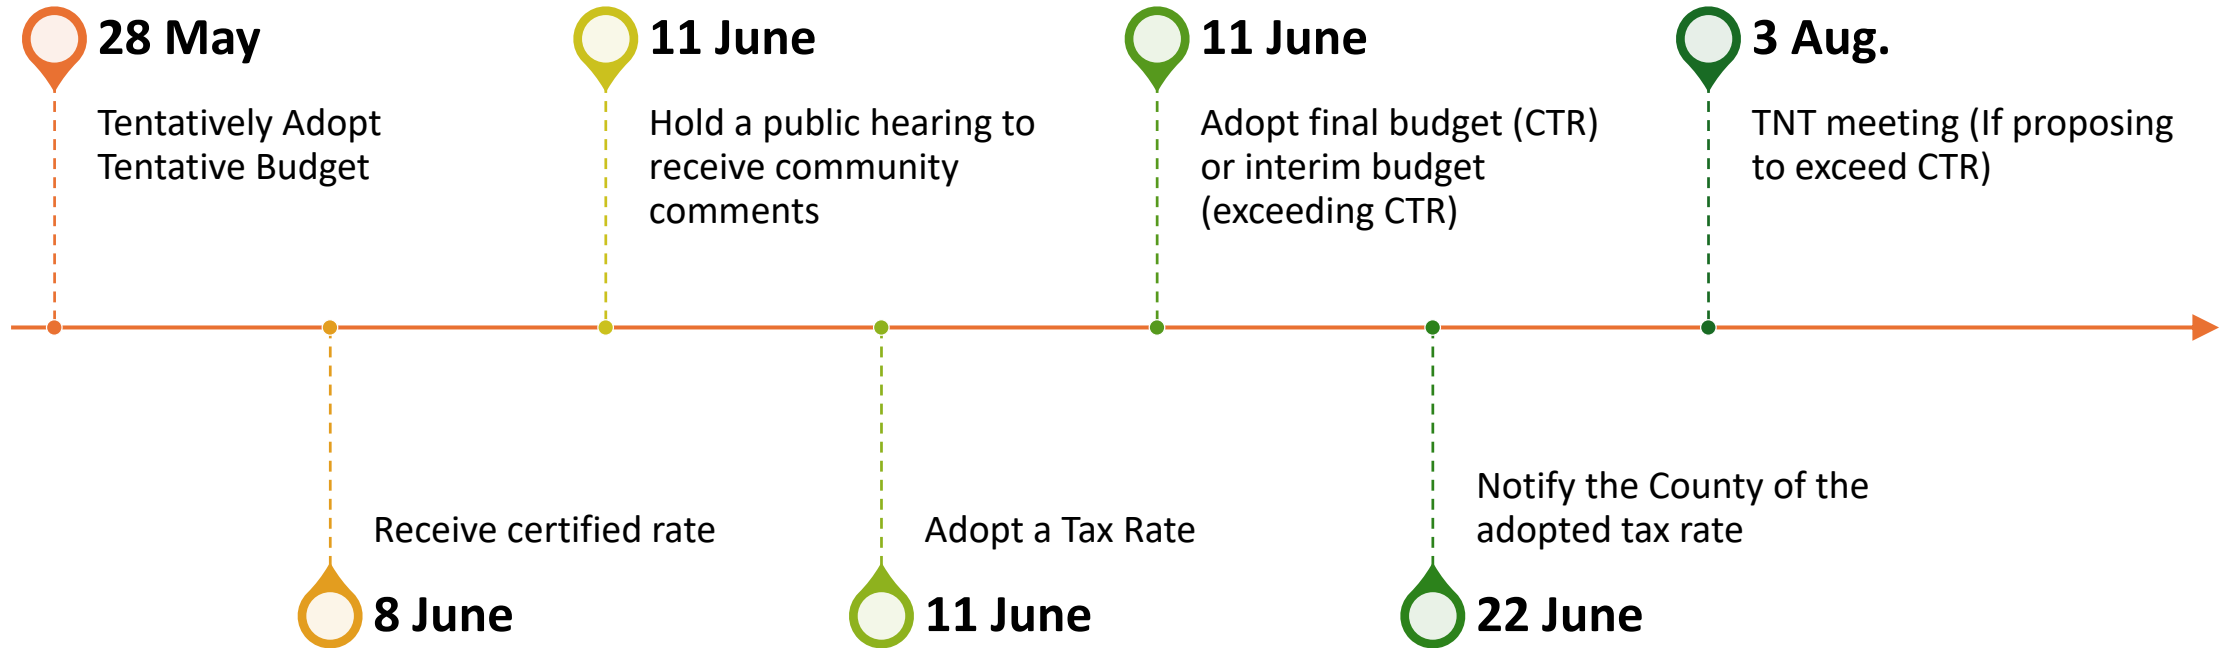 28 May
Tentatively Adopt
Tentative Budget
8 June
Receive certified rate
11 June
Hold a public hearing to
receive community
comments
11 June
Adopt a Tax Rate
11 June
Adopt final budget (CTR)
or interim budget
(exceeding CTR)
22 June
Notify the County of the
adopted tax rate
3 Aug.
TNT meeting (If proposing
to exceed CTR)